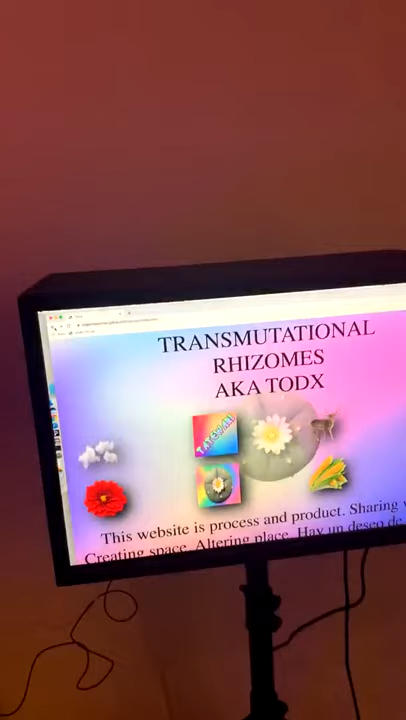 TRANSMUTATIONAL
RHIZOMES
AKA TODX
TATEWARI
This website is process and product. Sharing
Creating space. Altering place. Hay un deseo de